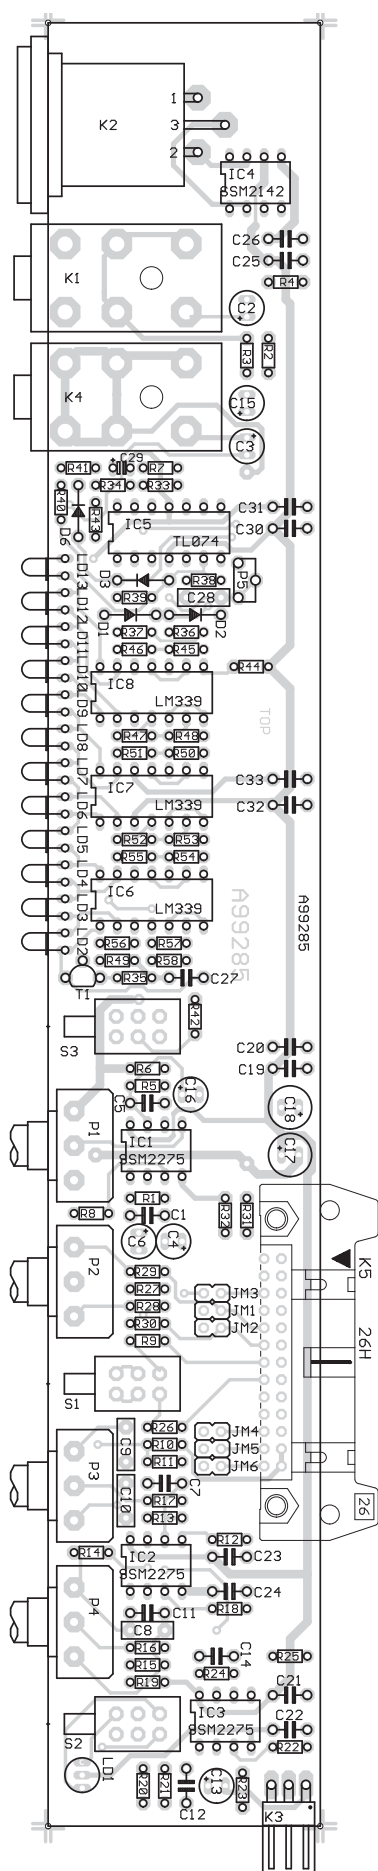 1
K2
3
2
IC4
SSM2142
C26
C25
K1
R4
C2
R3
R2
K4
C15
C3
C29
R41
R7
R34
R33
R40
R43
D6
C31
IC5
C30
TL074
LD13
D3
R38
P5
R39
C28
LD12
D1
D2
R37
R36
LD11
R46
R45
R44
LD10
IC8
LM339
LD9
TOP
R47
R48
LD8
R51
R50
LD7
C33
IC7
LM339
C32
LD6
R52
R53
LD5
R55
R54
LD4
IC6
A99285
A99285
LD3
LM339
LD2
R56
R57
R49
R58
T1
R35
C27
R42
S3
C20
C19
R6
R5
C16
C5
C18
P1
IC1
SSM2275
C17
R1
R8
C1
R32
R31
C6
C4
K5
P2
R29
R27
JM3
R28
JM1
R30
JM2
26H
R9
S1
R26
JM4
C9
R10
JM5
P3
R11
JM6
C10
C7
R17
26
R13
R12
R14
IC2
SSM2275
C23
C24
P4
C11
R18
C8
R16
C14
R25
R15
R24
R19
C21
IC3
SSM2275
C22
S2
R22
LD1
R20
R21
C13
R23
C12
K3